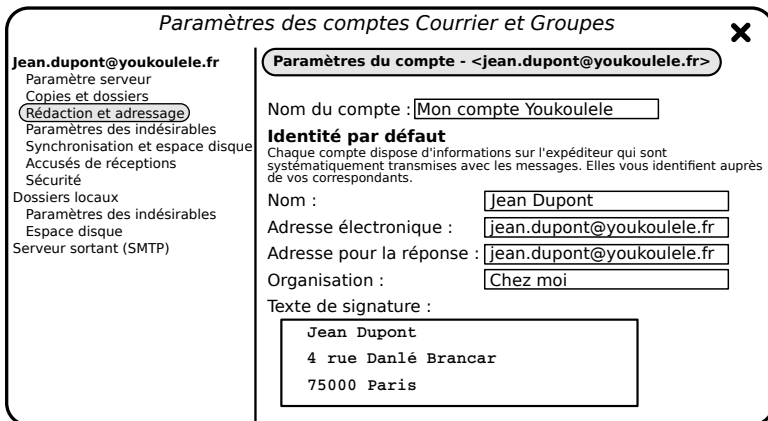 Paramètres des comptes Courrier et Groupes
Jean.dupont@youkoulele.fr
Paramètre serveur
Copies et dossiers
Rédaction et adressage
Paramètres des indésirables
Synchronisation et espace disque
Accusés de réceptions
Sécurité
Dossiers locaux
Paramètres des indésirables
Espace disque
Serveur sortant (SMTP)
Paramètres du compte - <jean.dupont@youkoulele.fr>
Nom du compte : Mon compte Youkoulele
Identité par défaut
Chaque compte dispose d'informations sur l'expéditeur qui sont
systématiquement transmises avec les messages. Elles vous identifient auprès
de vos correspondants.
Nom : Jean Dupont
Adresse électronique : jean.dupont@youkoulele.fr
Adresse pour la réponse : jean.dupont@youkoulele.fr
Organisation : Chez moi
Texte de signature :
Jean Dupont
4 rue Danlé Brancar
75000 Paris